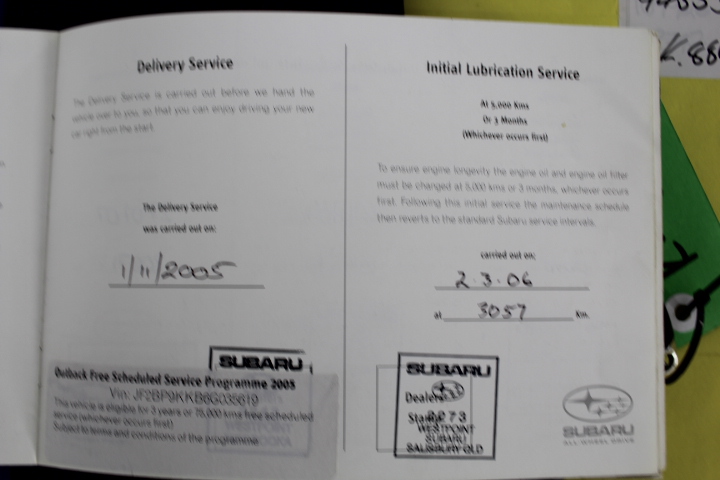 Delivery Service
The Delivery Service is carried out before we hand the
vehicle over to you, so that you can enjoy driving your new
car right from the start.
The Delivery Service
was carried out on:
1/11/2005
SUBARU
Outback Free Scheduled Service Programme 2005
Vin: JF2BP9KKB6G035619
This vehicle is eligible for 3 years or 75,000 kms free scheduled
service (whichever occurs first)
Subject to terms and conditions of the programme
Initial Lubrication Service
At 5,000 Kms
Or 3 Months
(Whichever occurs first)
To ensure engine longevity the engine oil and engine oil filter
must be changed at 5,000 kms or 3 months, whichever occurs
first. Following this initial service the maintenance schedule
then reverts to the standard Subaru service intervals.
carried out on:
2.3.06
at 3057 Km.
SUBARU
Dealer
Stamp
WESTPOINT
SUBARU
SALISBURY QLD
SUBARU
ALL-WHEEL DRIVE
K.88